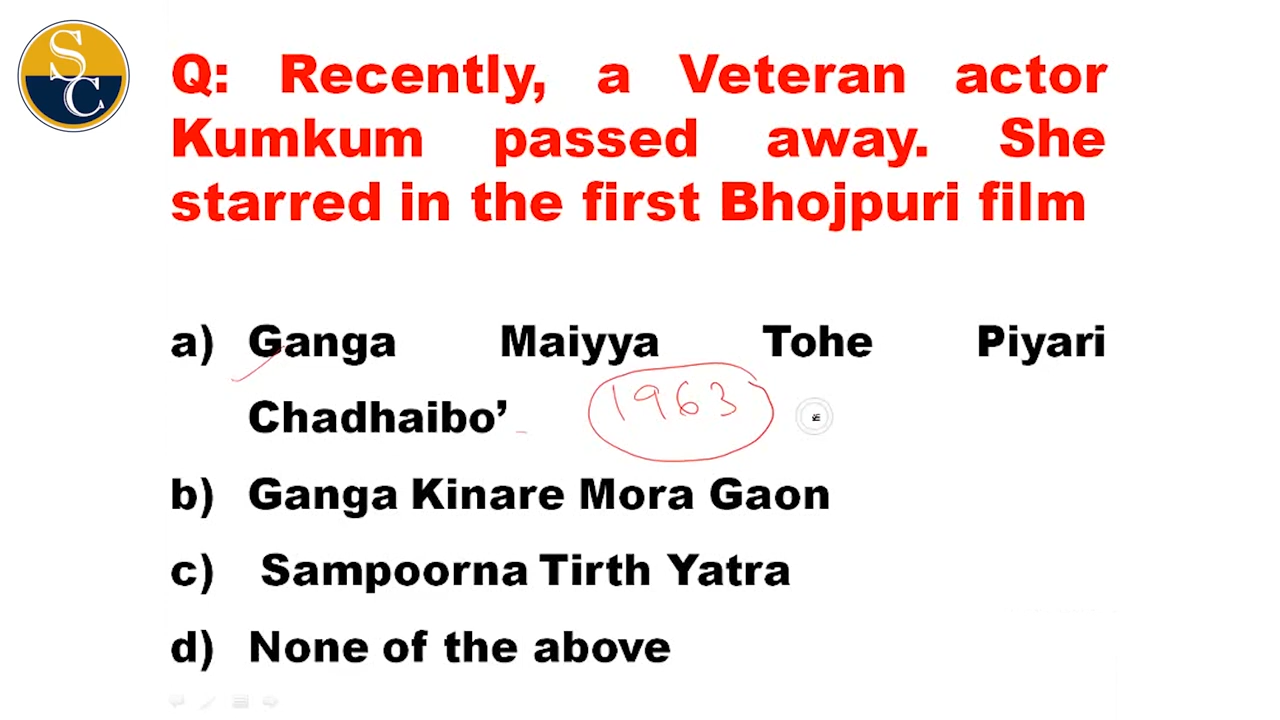 SC
Q: Recently, a Veteran actor
Kumkum passed away. She
starred in the first Bhojpuri film
a) Ganga Maiyya Tohe Piyari
Chadhaibo’
1963
b) Ganga Kinare Mora Gaon
c) Sampoorna Tirth Yatra
d) None of the above